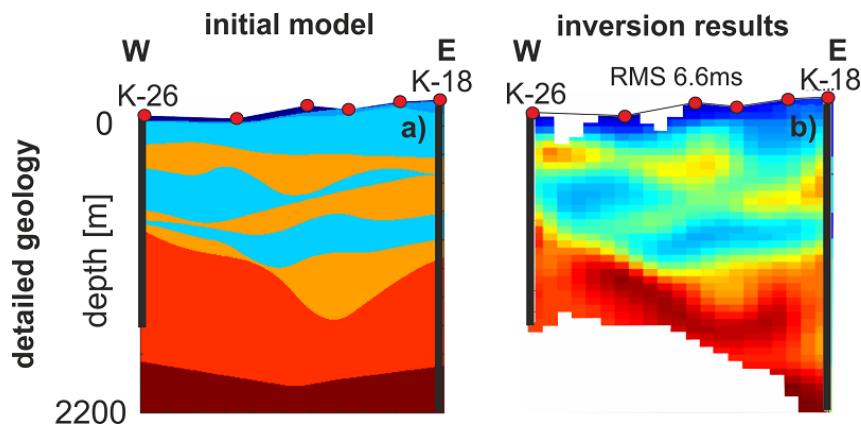 initial model
inversion results
W
E
W
E
K-26
K-18
RMS 6.6ms
K-26
K-18
0
a)
b)
detailed geology
depth [m]
2200